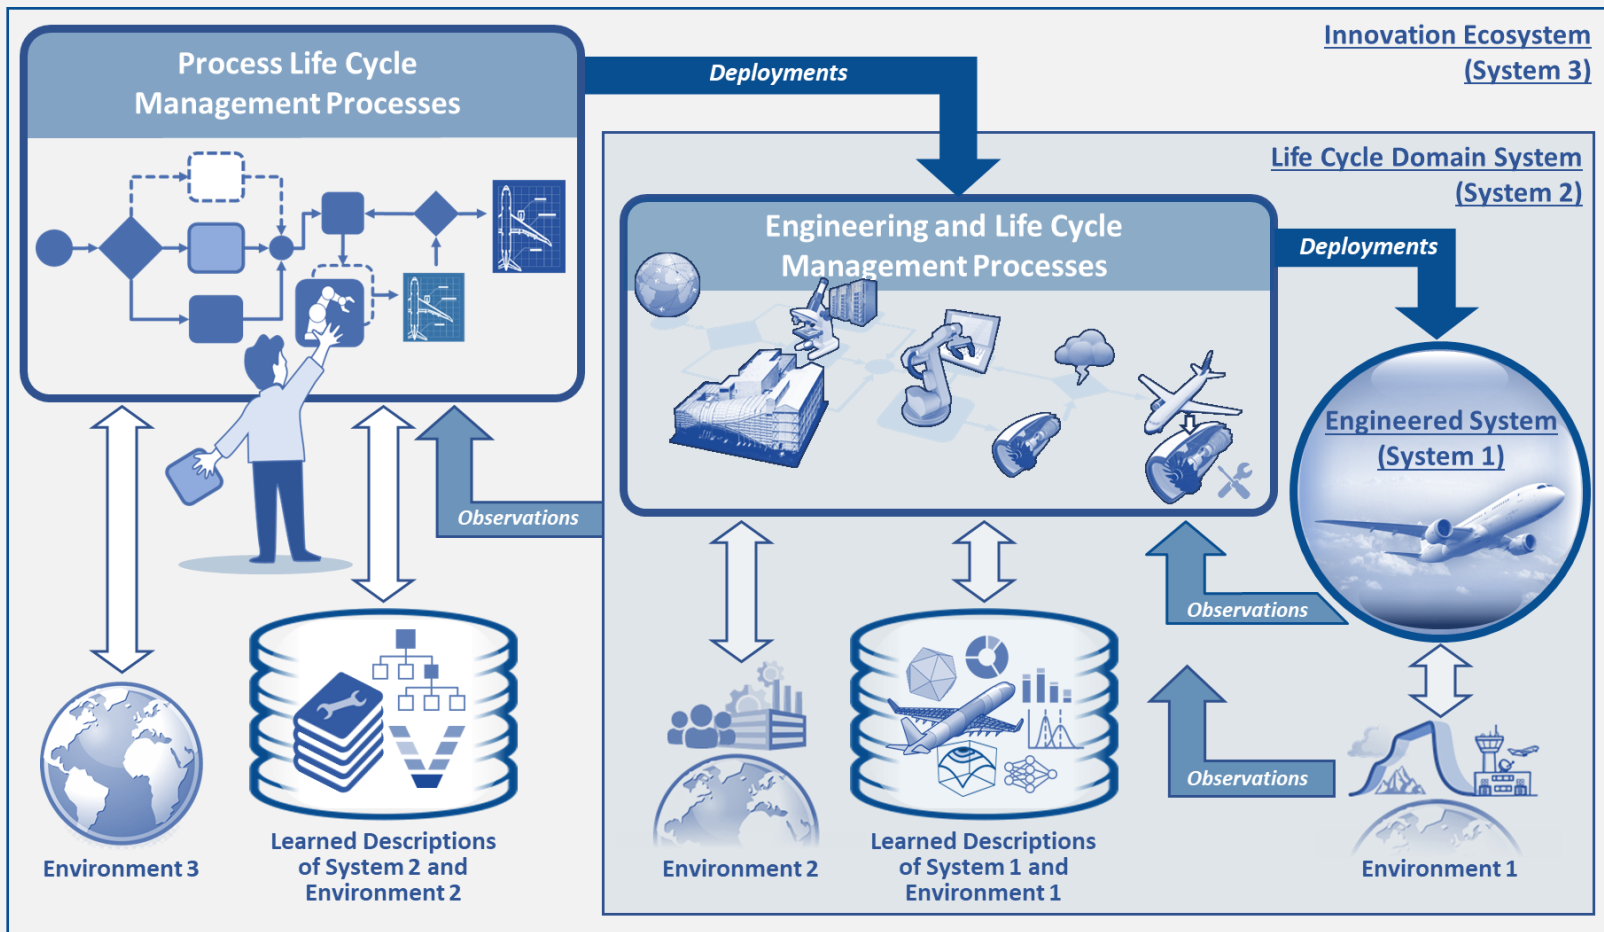 Innovation Ecosystem
(System 3)
Process Life Cycle
Management Processes
Deployments
Life Cycle Domain System
(System 2)
Engineering and Life Cycle
Management Processes
Deployments
Engineered System
(System 1)
Observations
Observations
Observations
Environment 3
Learned Descriptions
of System 2 and
Environment 2
Environment 2
Learned Descriptions
of System 1 and
Environment 1
Environment 1